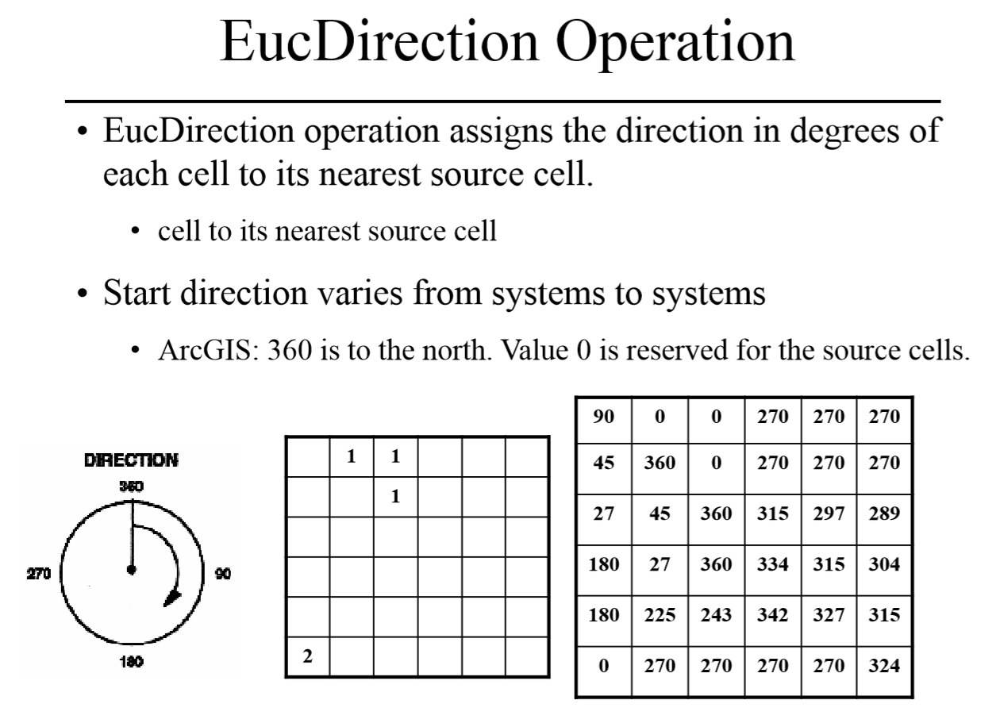 EucDirection Operation
• EucDirection operation assigns the direction in degrees of
each cell to its nearest source cell.
• cell to its nearest source cell
• Start direction varies from systems to systems
• ArcGIS: 360 is to the north. Value 0 is reserved for the source cells.
DIRECTION
360
270 90
180
1 1
1
2
90 0 0 270 270 270
45 360 0 270 270 270
27 45 360 315 297 289
180 27 360 334 315 304
180 225 243 342 327 315
0 270 270 270 270 324